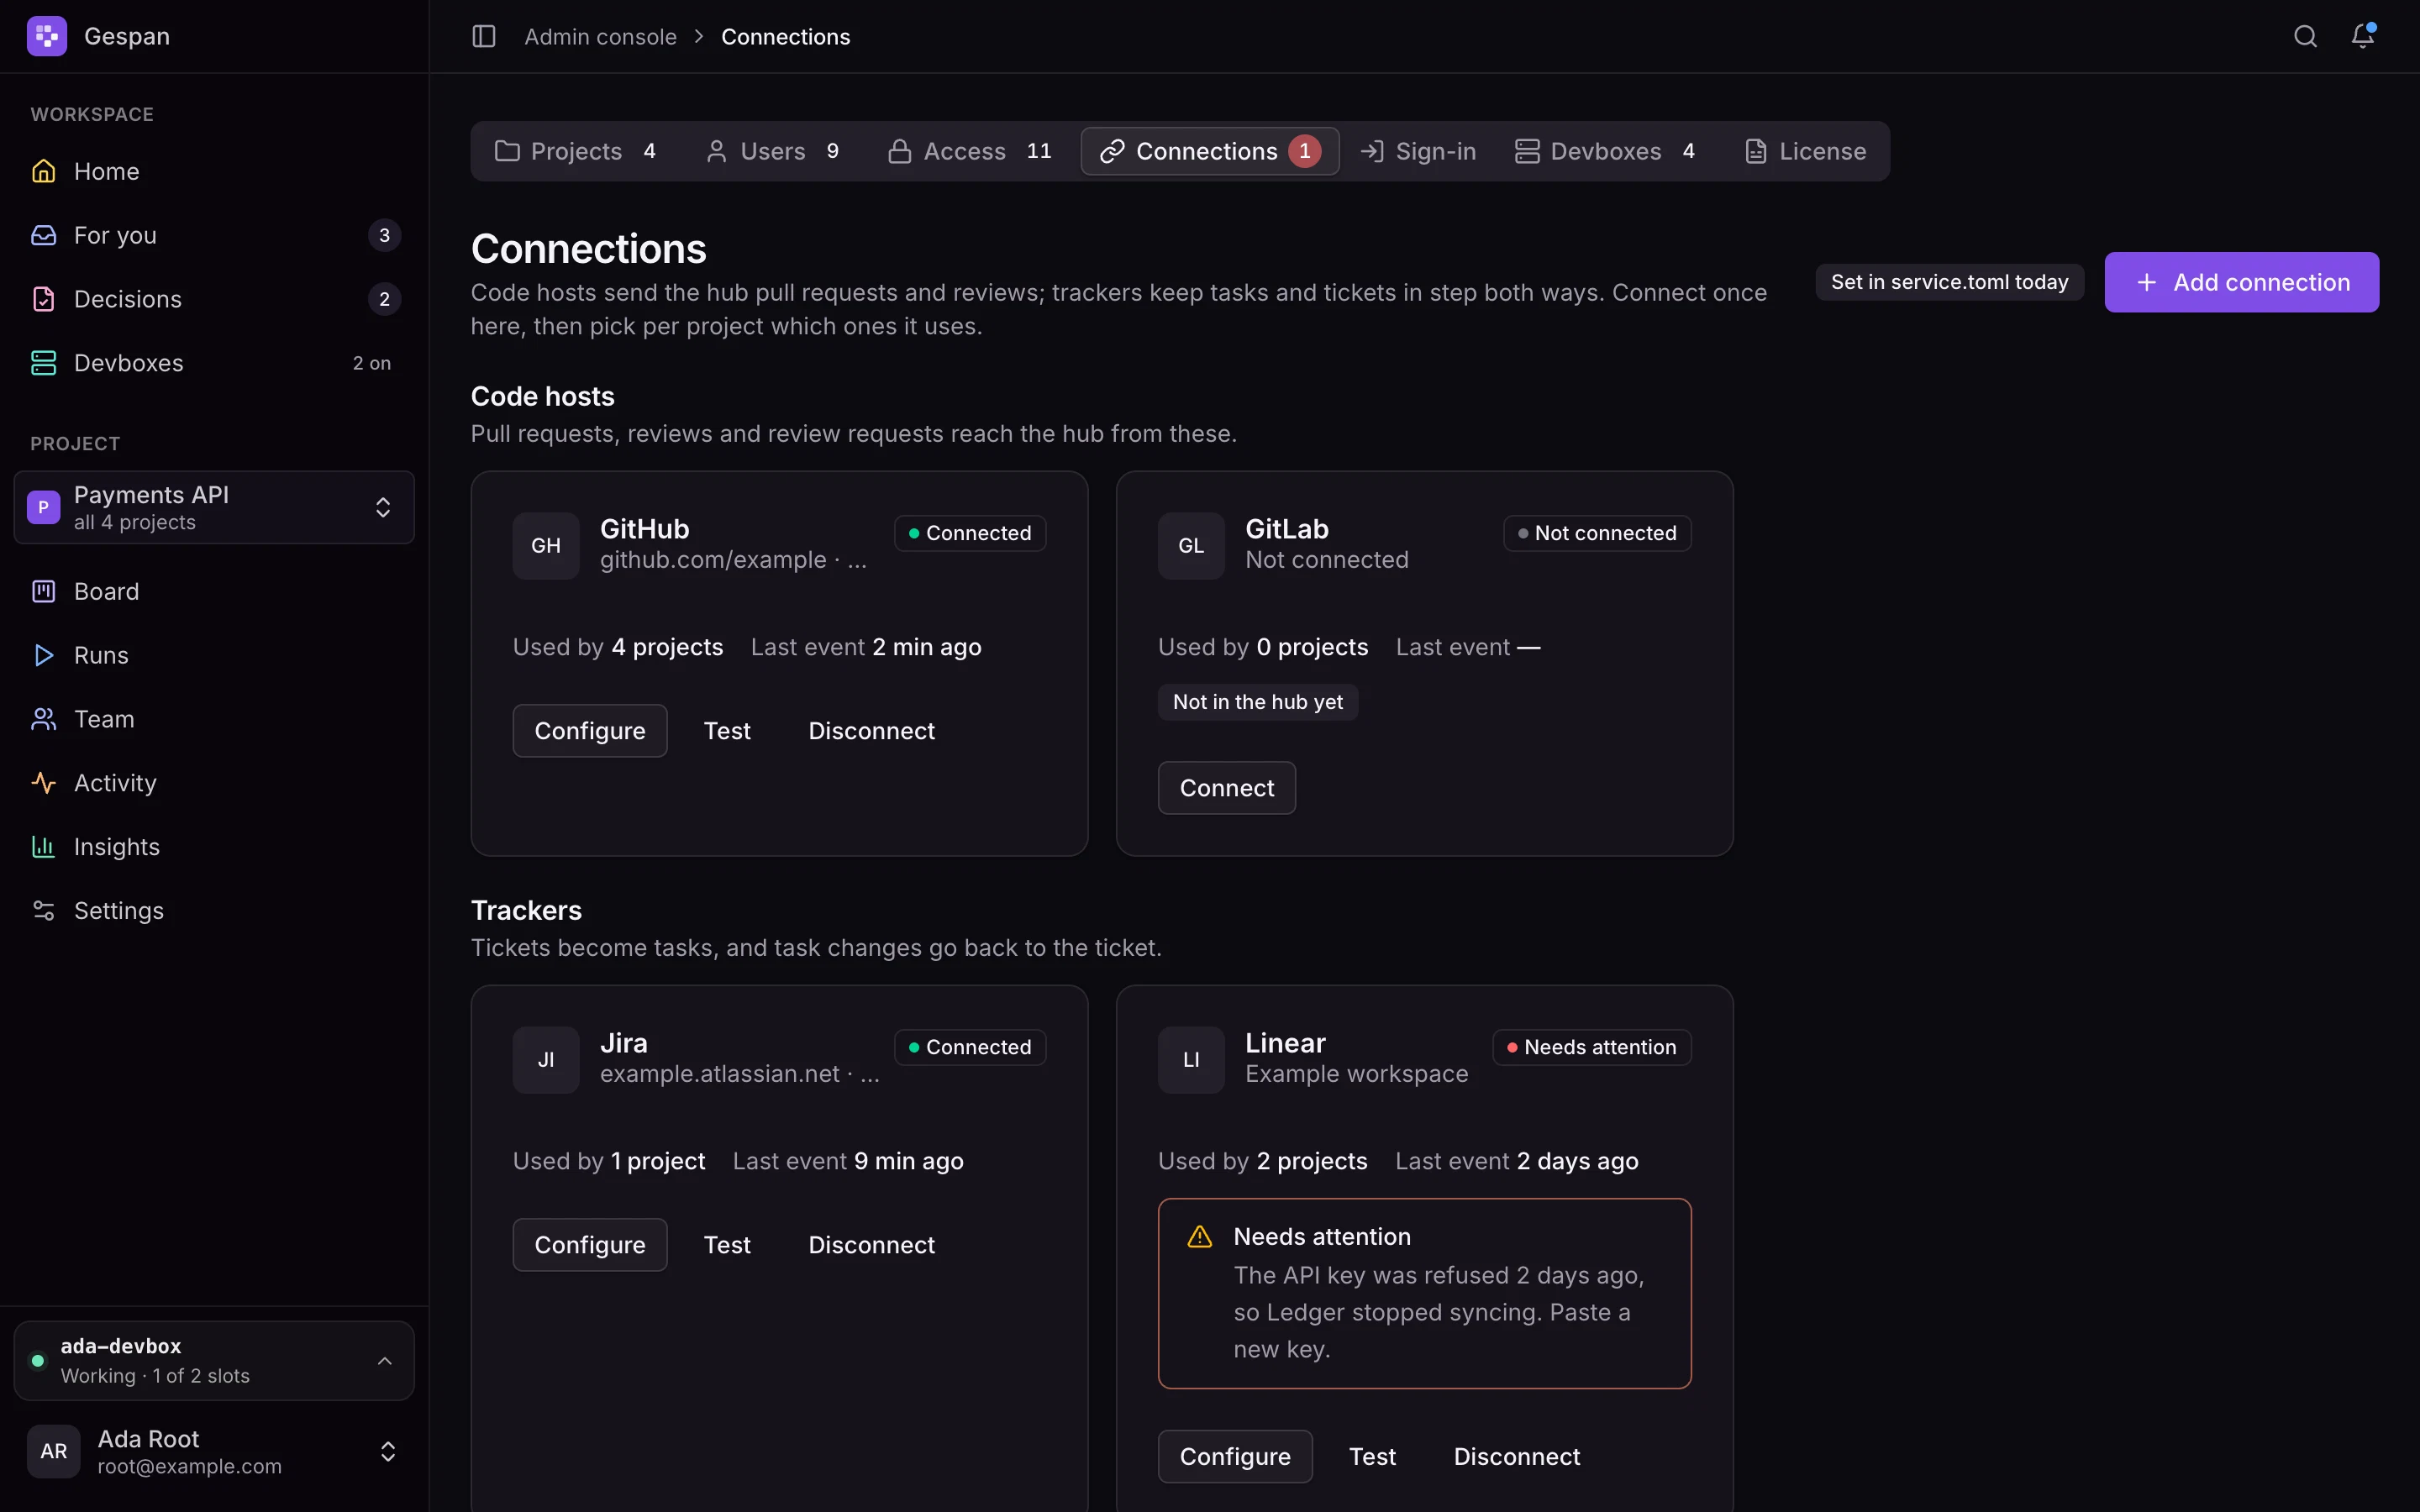 Gespan
Admin console
Connections
WORKSPACE
Home
For you 3
Decisions 2
Devboxes 2 on
PROJECT
P
Payments API
all 4 projects
Board
Runs
Team
Activity
Insights
Settings
ada-devbox
Working · 1 of 2 slots
AR
Ada Root
root@example.com
Projects 4
Users 9
Access 11
Connections 1
Sign-in
Devboxes 4
License
Connections
Code hosts send the hub pull requests and reviews; trackers keep tasks and tickets in step both ways. Connect once
here, then pick per project which ones it uses.
Set in service.toml today
Add connection
Code hosts
Pull requests, reviews and review requests reach the hub from these.
GH
GitHub
github.com/example · ...
Connected
Used by 4 projects Last event 2 min ago
Configure Test Disconnect
GL
GitLab
Not connected
Not connected
Used by 0 projects Last event —
Not in the hub yet
Connect
Trackers
Tickets become tasks, and task changes go back to the ticket.
JI
Jira
example.atlassian.net · ...
Connected
Used by 1 project Last event 9 min ago
Configure Test Disconnect
LI
Linear
Example workspace
Needs attention
Used by 2 projects Last event 2 days ago
Needs attention
The API key was refused 2 days ago,
so Ledger stopped syncing. Paste a
new key.
Configure Test Disconnect